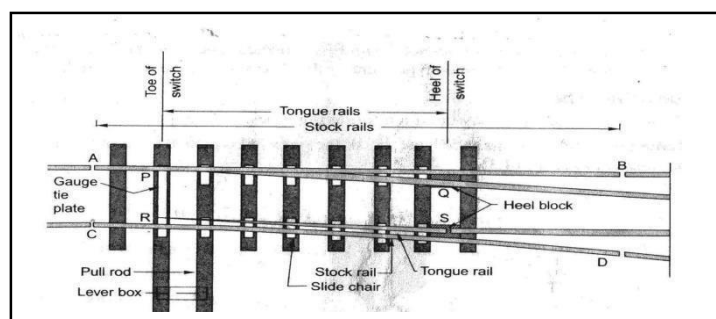 Toe of
switch
Heel of
switch
Tongue rails
Stock rails
A
B
P
Gauge
tie
plate
Q
Heel block
R
S
C
D
Pull rod
Stock rail
Tongue rail
Lever box
Slide chair